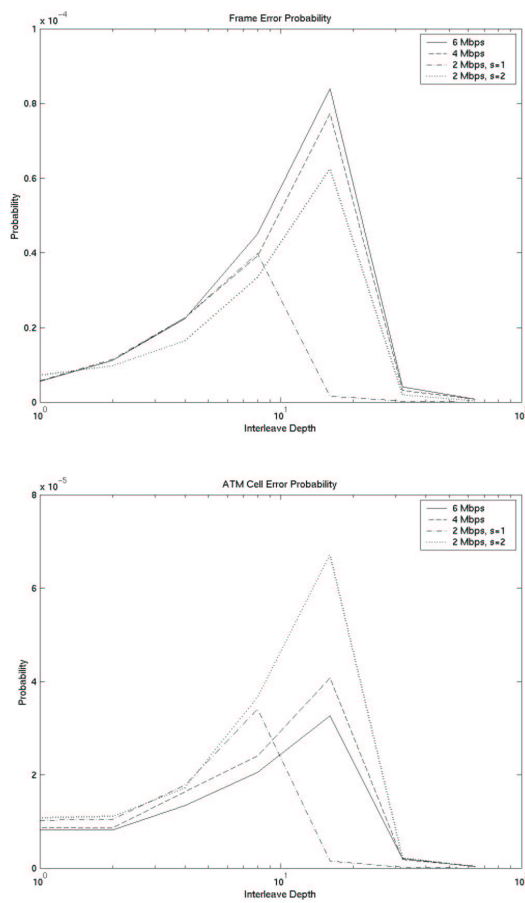 Frame Error Probability
x 10^-4
1
6 Mbps
4 Mbps
2 Mbps, s=1
2 Mbps, s=2
0.8
0.6
Probability
0.4
0.2
0
10^0
10^1
10
Interleave Depth
ATM Cell Error Probability
x 10^-5
8
6 Mbps
4 Mbps
2 Mbps, s=1
2 Mbps, s=2
6
Probability
4
2
0
10^0
10^1
10
Interleave Depth